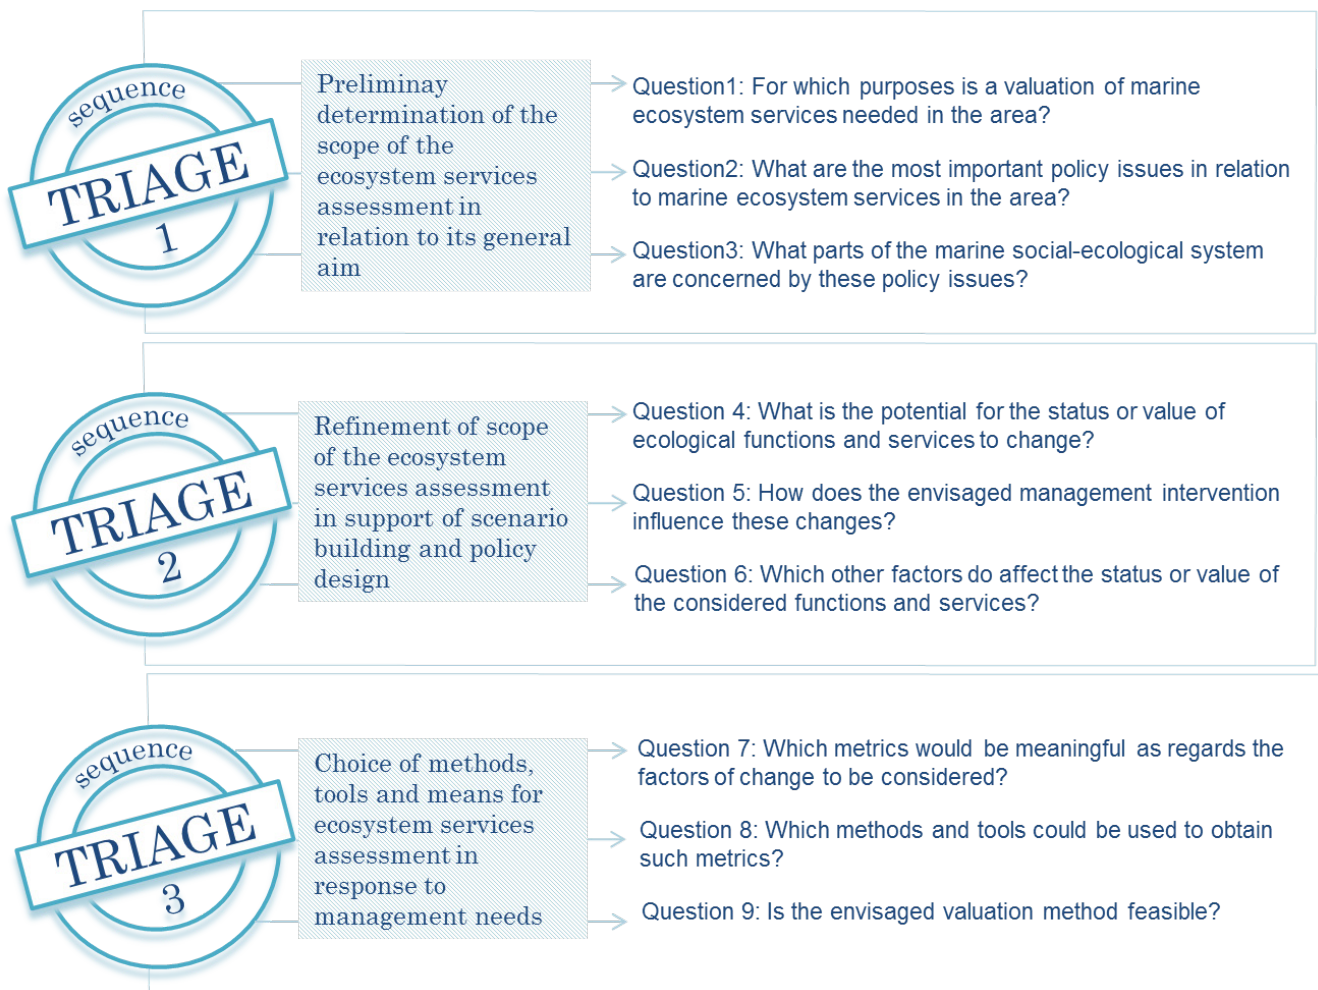 sequence
TRIAGE
1
Preliminay
determination of the
scope of the
ecosystem services
assessment in
relation to its general
aim
Question1: For which purposes is a valuation of marine
ecosystem services needed in the area?
Question2: What are the most important policy issues in relation
to marine ecosystem services in the area?
Question3: What parts of the marine social-ecological system
are concerned by these policy issues?
sequence
TRIAGE
2
Refinement of scope
of the ecosystem
services assessment
in support of scenario
building and policy
design
Question 4: What is the potential for the status or value of
ecological functions and services to change?
Question 5: How does the envisaged management intervention
influence these changes?
Question 6: Which other factors do affect the status or value of
the considered functions and services?
sequence
TRIAGE
3
Choice of methods,
tools and means for
ecosystem services
assessment in
response to
management needs
Question 7: Which metrics would be meaningful as regards the
factors of change to be considered?
Question 8: Which methods and tools could be used to obtain
such metrics?
Question 9: Is the envisaged valuation method feasible?